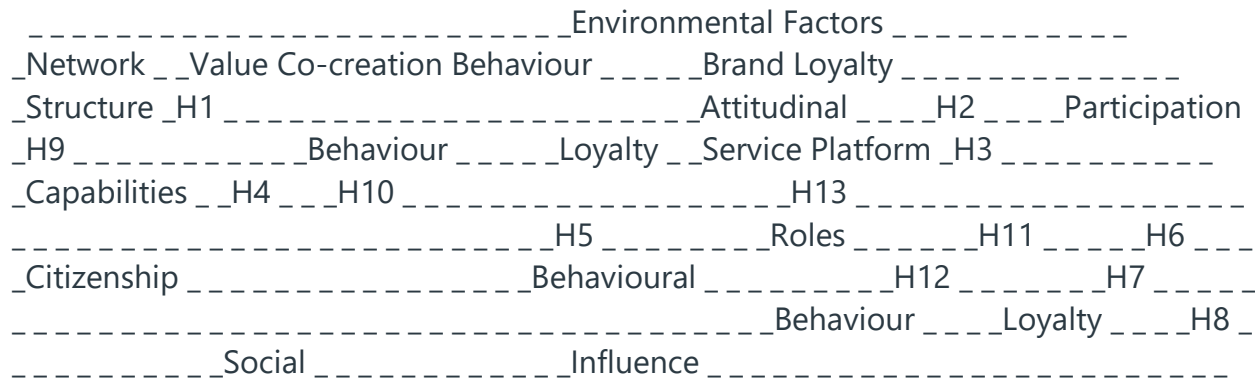 _ _ _ _ _ _ _ _ _ _ _ _ _ _ _ _ _ _ _ _ _ _ _ _ _Environmental Factors _ _ _ _ _ _ _ _ _ _ _
_Network _ _Value Co-creation Behaviour _ _ _ _ _Brand Loyalty _ _ _ _ _ _ _ _ _ _ _ _ _
_Structure _H1 _ _ _ _ _ _ _ _ _ _ _ _ _ _ _ _ _ _ _ _ _ _Attitudinal _ _ _ _H2 _ _ _ _Participation
_H9 _ _ _ _ _ _ _ _ _ _ _Behaviour _ _ _ _ _Loyalty _ _Service Platform _H3 _ _ _ _ _ _ _ _ _ _
_Capabilities _ _H4 _ _ _H10 _ _ _ _ _ _ _ _ _ _ _ _ _ _ _ _ _ _H13 _ _ _ _ _ _ _ _ _ _ _ _ _ _ _ _ _ _
_ _ _ _ _ _ _ _ _ _ _ _ _ _ _ _ _ _ _ _ _ _ _ _ _H5 _ _ _ _ _ _ _ _Roles _ _ _ _ _ _H11 _ _ _ _ _H6 _ _ _
_Citizenship _ _ _ _ _ _ _ _ _ _ _ _ _ _ _ _Behavioural _ _ _ _ _ _ _ _ _H12 _ _ _ _ _ _ _H7 _ _ _ _ _
_ _ _ _ _ _ _ _ _ _ _ _ _ _ _ _ _ _ _ _ _ _ _ _ _ _ _ _ _ _ _ _ _ _ _Behaviour _ _ _ _Loyalty _ _ _ _H8 _
_ _ _ _ _ _ _ _ _ _Social _ _ _ _ _ _ _ _ _ _ _ _Influence _ _ _ _ _ _ _ _ _ _ _ _ _ _ _ _ _ _ _ _ _ _ _ _